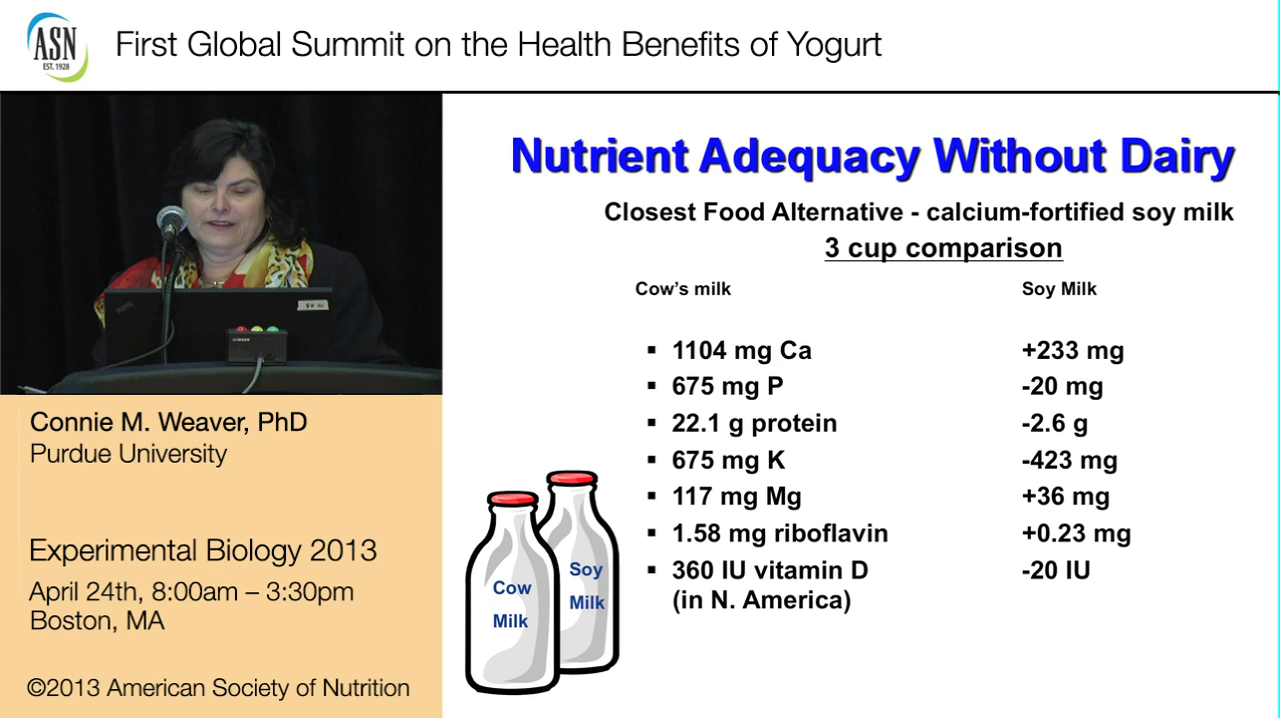 ASN
EST. 1928
First Global Summit on the Health Benefits of Yogurt
Connie M. Weaver, PhD
Purdue University
Experimental Biology 2013
April 24th, 8:00am – 3:30pm
Boston, MA
©2013 American Society of Nutrition
Nutrient Adequacy Without Dairy
Closest Food Alternative - calcium-fortified soy milk
3 cup comparison
Cow's milk Soy Milk
▪ 1104 mg Ca +233 mg
▪ 675 mg P -20 mg
▪ 22.1 g protein -2.6 g
▪ 675 mg K -423 mg
▪ 117 mg Mg +36 mg
▪ 1.58 mg riboflavin +0.23 mg
▪ 360 IU vitamin D -20 IU
(in N. America)
Cow
Milk
Soy
Milk